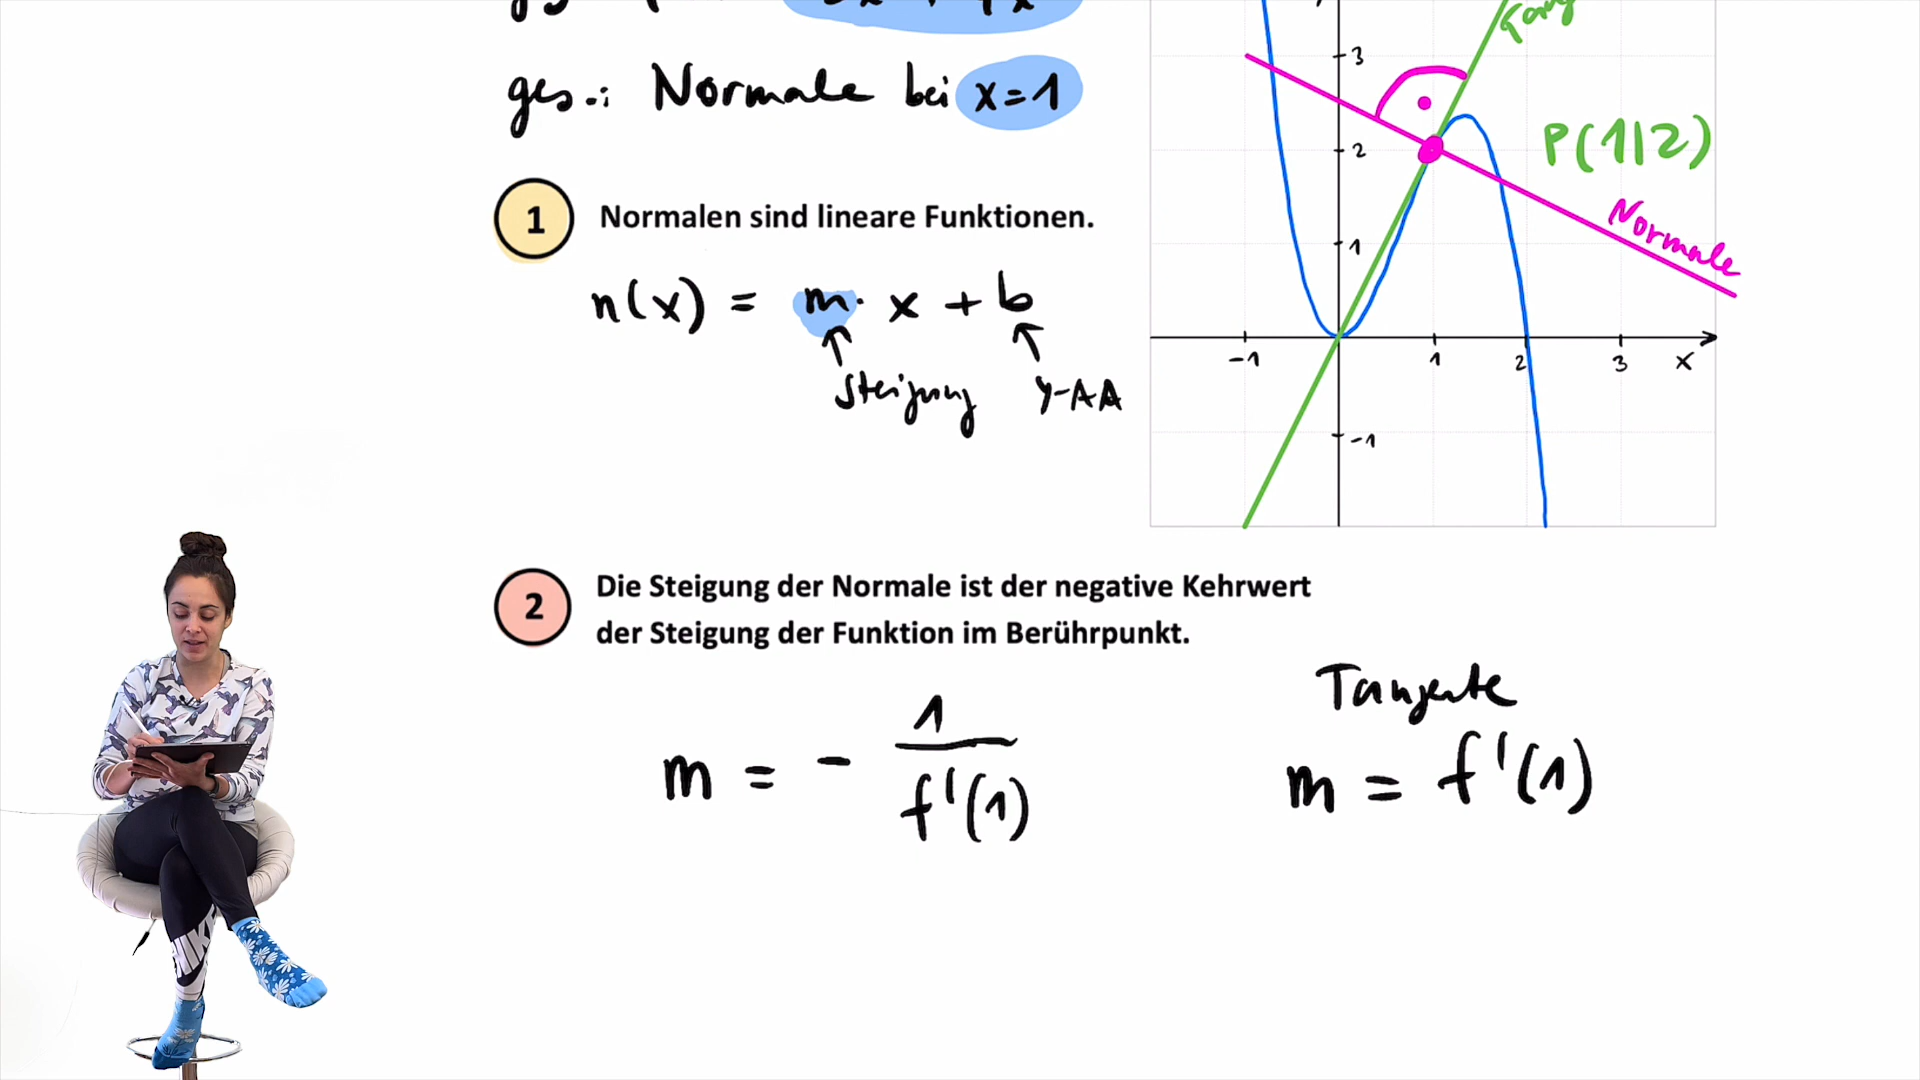 ges.: Normale bei x=1
1 Normalen sind lineare Funktionen.
n(x) = m · x + b
Steigung y-AA
3
2
1
-1 1 2 3 x
-1
P(1|2)
Normale
2 Die Steigung der Normale ist der negative Kehrwert
der Steigung der Funktion im Berührpunkt.
m = - 1/f'(1)
Tangente
m = f'(1)